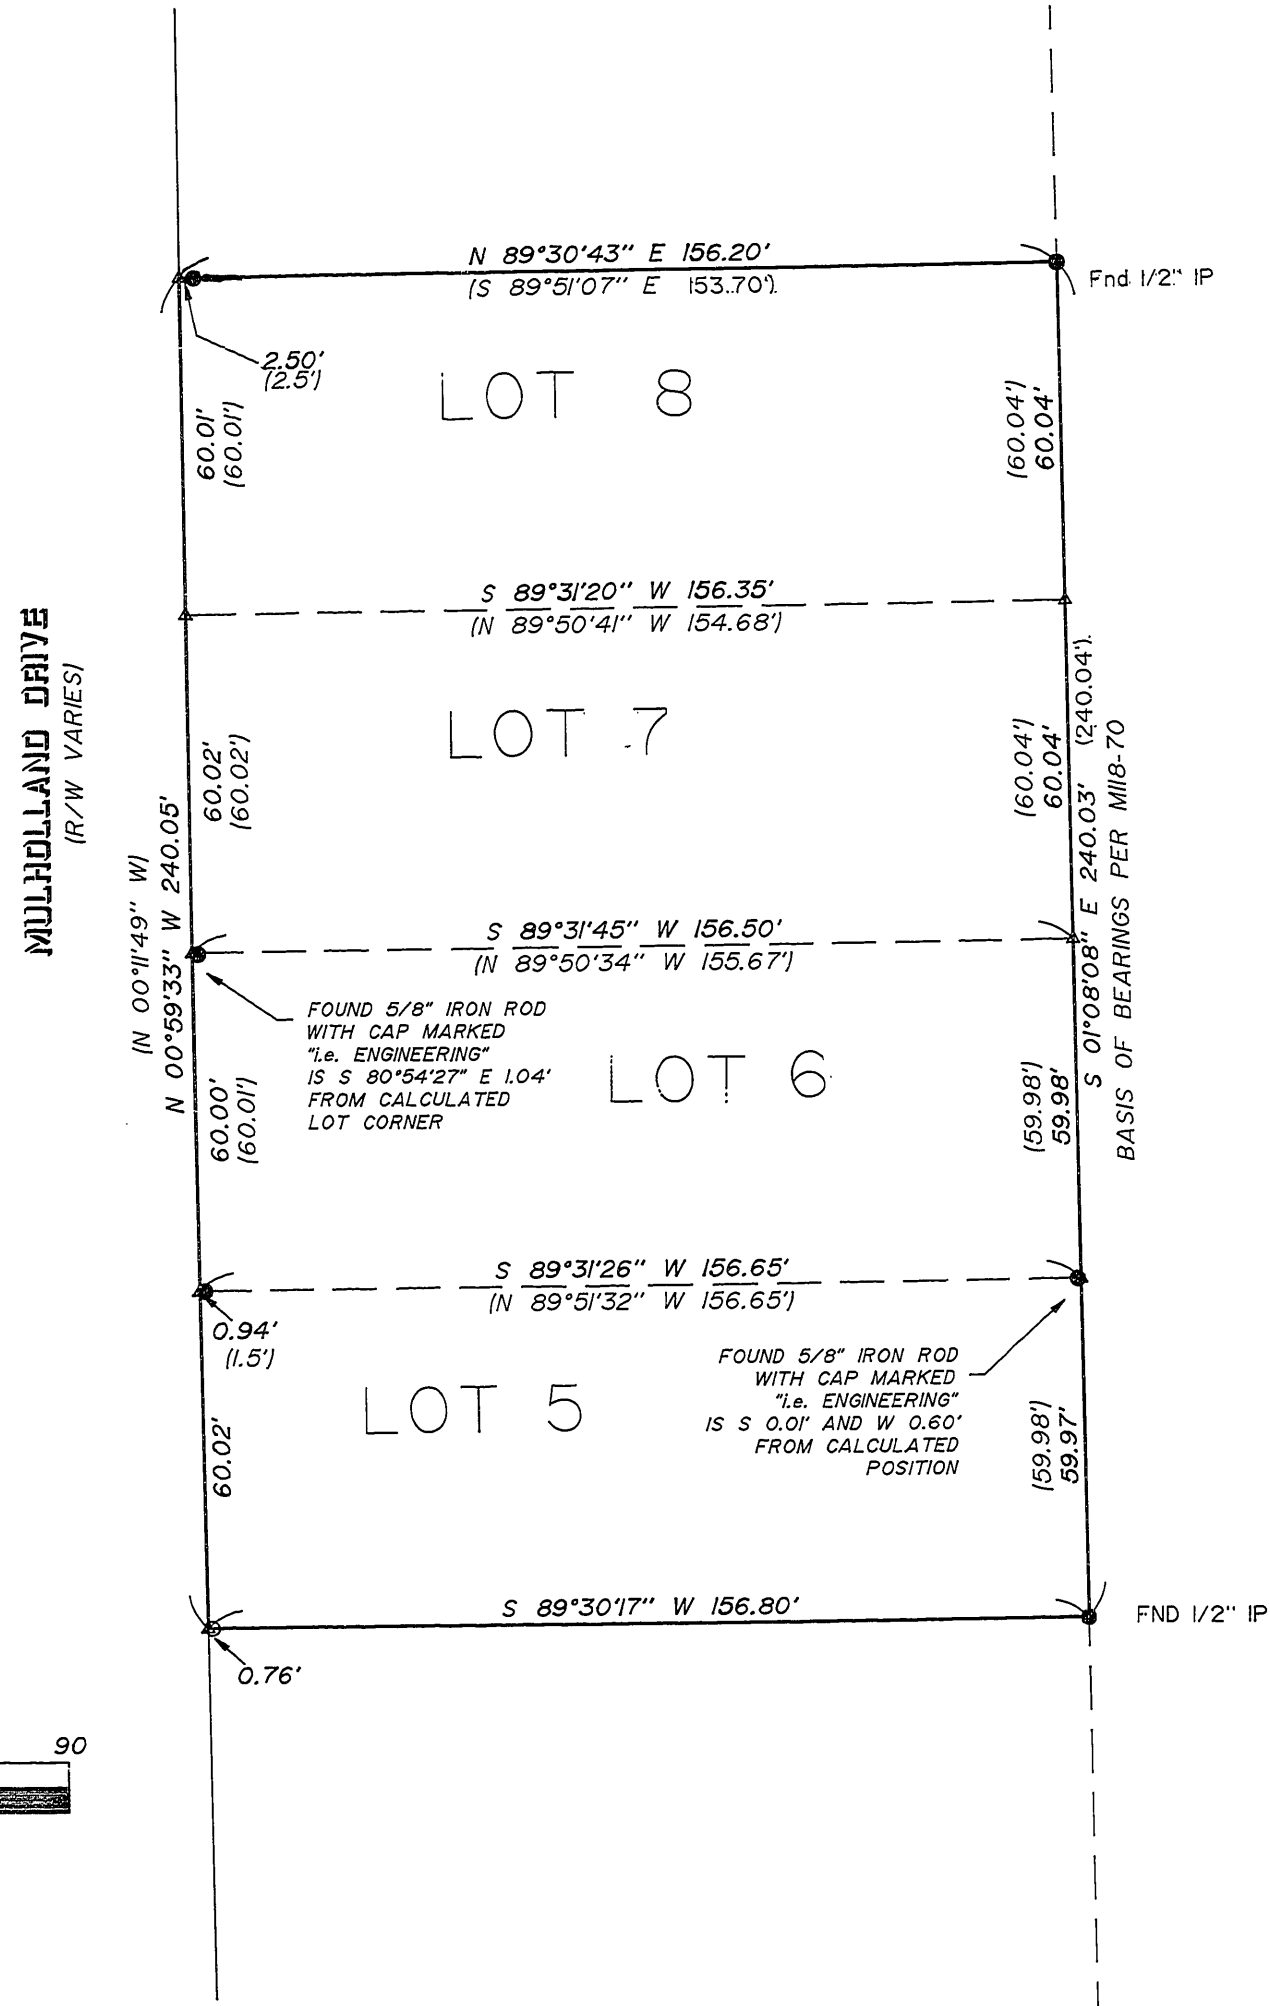 N 89°30'43" E 156.20'
(S 89°51'07" E 153.70').
Fnd. 1/2" IP
2.50'
(2.5')
LOT 8
60.01'
(60.01')
(60.04')
60.04'
S 89°31'20" W 156.35'
(N 89°50'41" W 154.68')
MULHOLLAND DRIVE
(R/W VARIES)
LOT 7
60.02'
(60.02')
(60.04')
60.04'
(N 00°11'49" W)
N 00°59'33" W 240.05'
S 01°08'08" E 240.03' (240.04').
BASIS OF BEARINGS PER M118-70
S 89°31'45" W 156.50'
(N 89°50'34" W 155.67')
FOUND 5/8" IRON ROD
WITH CAP MARKED
"i.e. ENGINEERING"
IS S 80°54'27" E 1.04'
FROM CALCULATED
LOT CORNER
LOT 6
60.00'
(60.01')
(59.98')
59.98'
S 89°31'26" W 156.65'
(N 89°51'32" W 156.65')
0.94'
(1.5')
FOUND 5/8" IRON ROD
WITH CAP MARKED
"i.e. ENGINEERING"
IS S 0.01' AND W 0.60'
FROM CALCULATED
POSITION
LOT 5
60.02'
(59.98')
59.97'
S 89°30'17" W 156.80'
FND 1/2" IP
0.76'
90